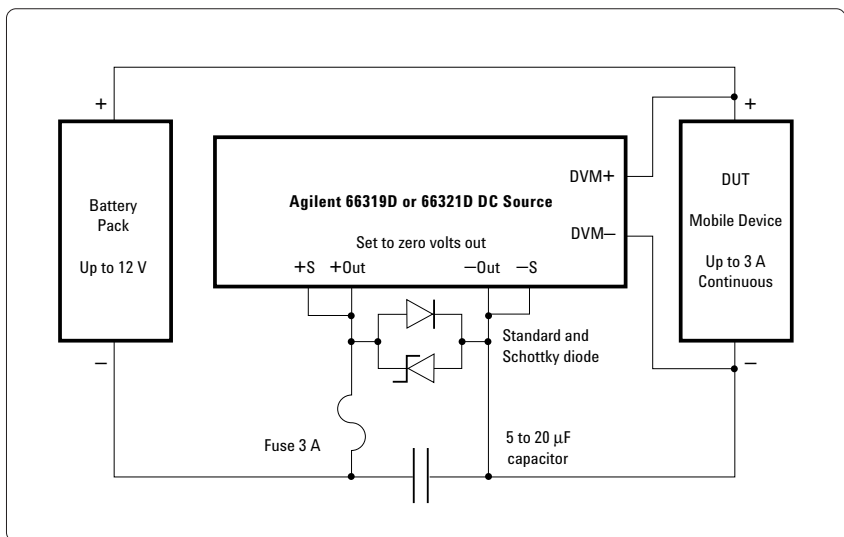 +
Battery
Pack
Up to 12 V
−
Agilent 66319D or 66321D DC Source
Set to zero volts out
DVM+
DVM−
+S
+Out
−Out
−S
+
DUT
Mobile Device
Up to 3 A
Continuous
−
Standard and
Schottky diode
Fuse 3 A
5 to 20 µF
capacitor